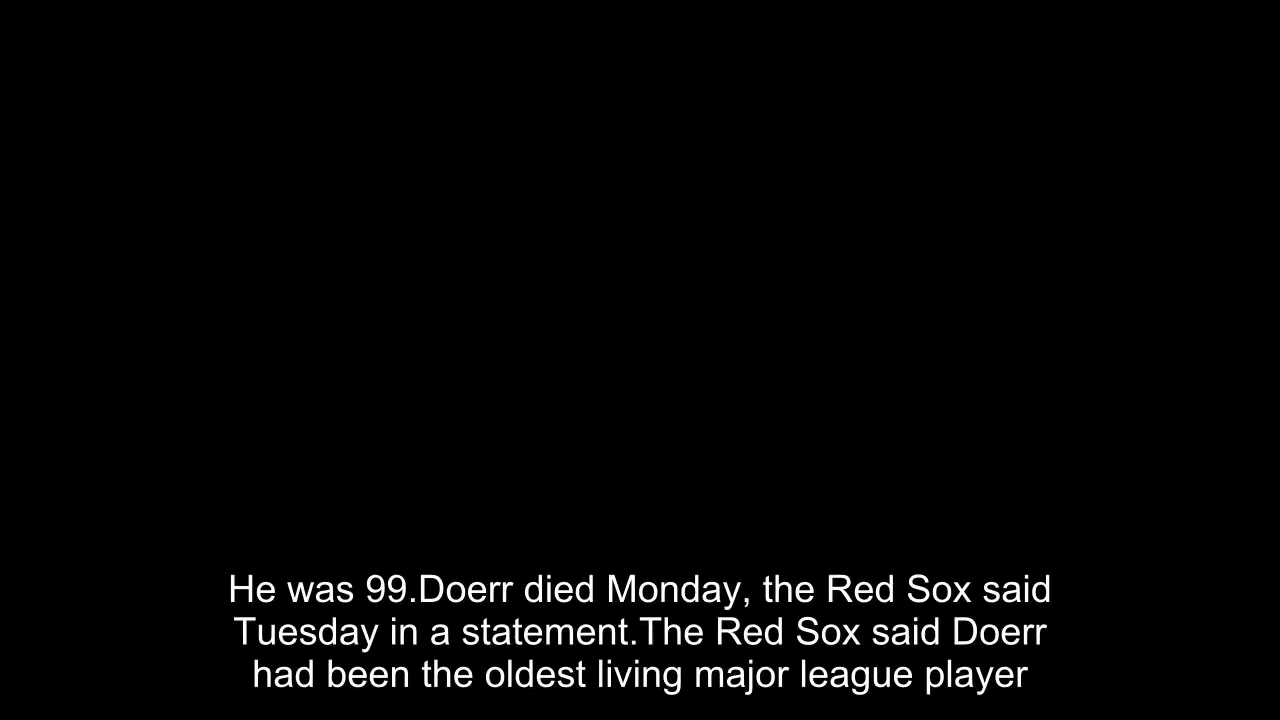 He was 99.Doerr died Monday, the Red Sox said
Tuesday in a statement.The Red Sox said Doerr
had been the oldest living major league player